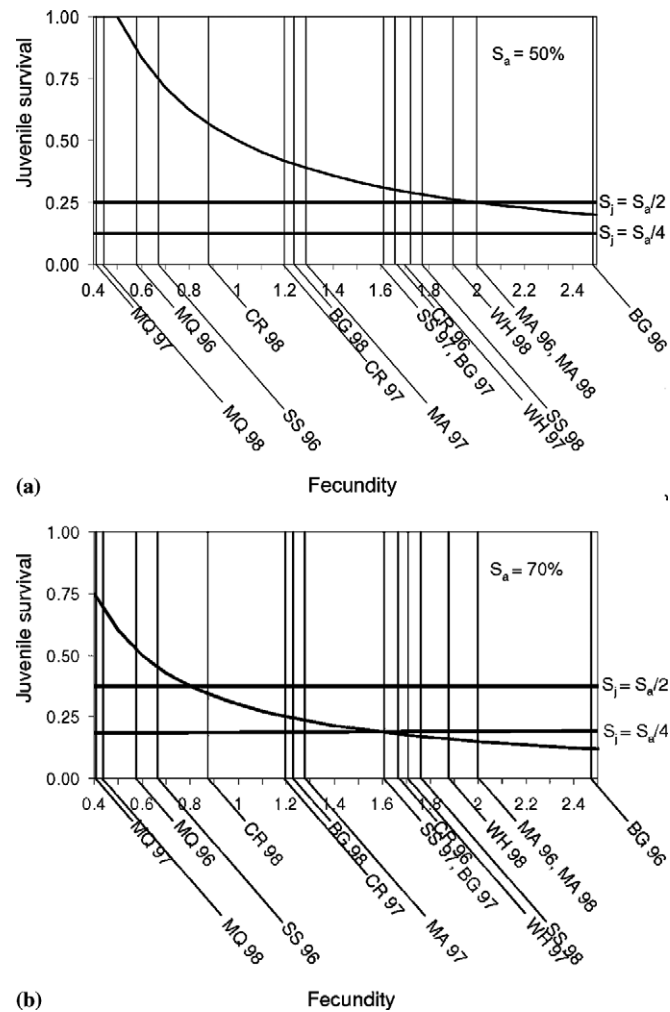 1.00
Sa = 50%
0.75
Juvenile survival
0.50
0.25
Sj = Sa/2
Sj = Sa/4
0.00
0.4 0.6 0.8 1 1.2 1.4 1.6 1.8 2 2.2 2.4
MQ 97
MQ 98
MQ 96
SS 96
CR 98
BG 98
CR 97
MA 97
SS 97, BG 97
CR 96
WH 97
SS 98
WH 98
MA 96, MA 98
BG 96
(a)
Fecundity
1.00
Sa = 70%
0.75
Juvenile survival
0.50
Sj = Sa/2
0.25
Sj = Sa/4
0.00
0.4 0.6 0.8 1 1.2 1.4 1.6 1.8 2 2.2 2.4
MQ 97
MQ 98
MQ 96
SS 96
CR 98
BG 98
CR 97
MA 97
SS 97, BG 97
CR 96
WH 97
SS 98
WH 98
MA 96, MA 98
BG 96
(b)
Fecundity